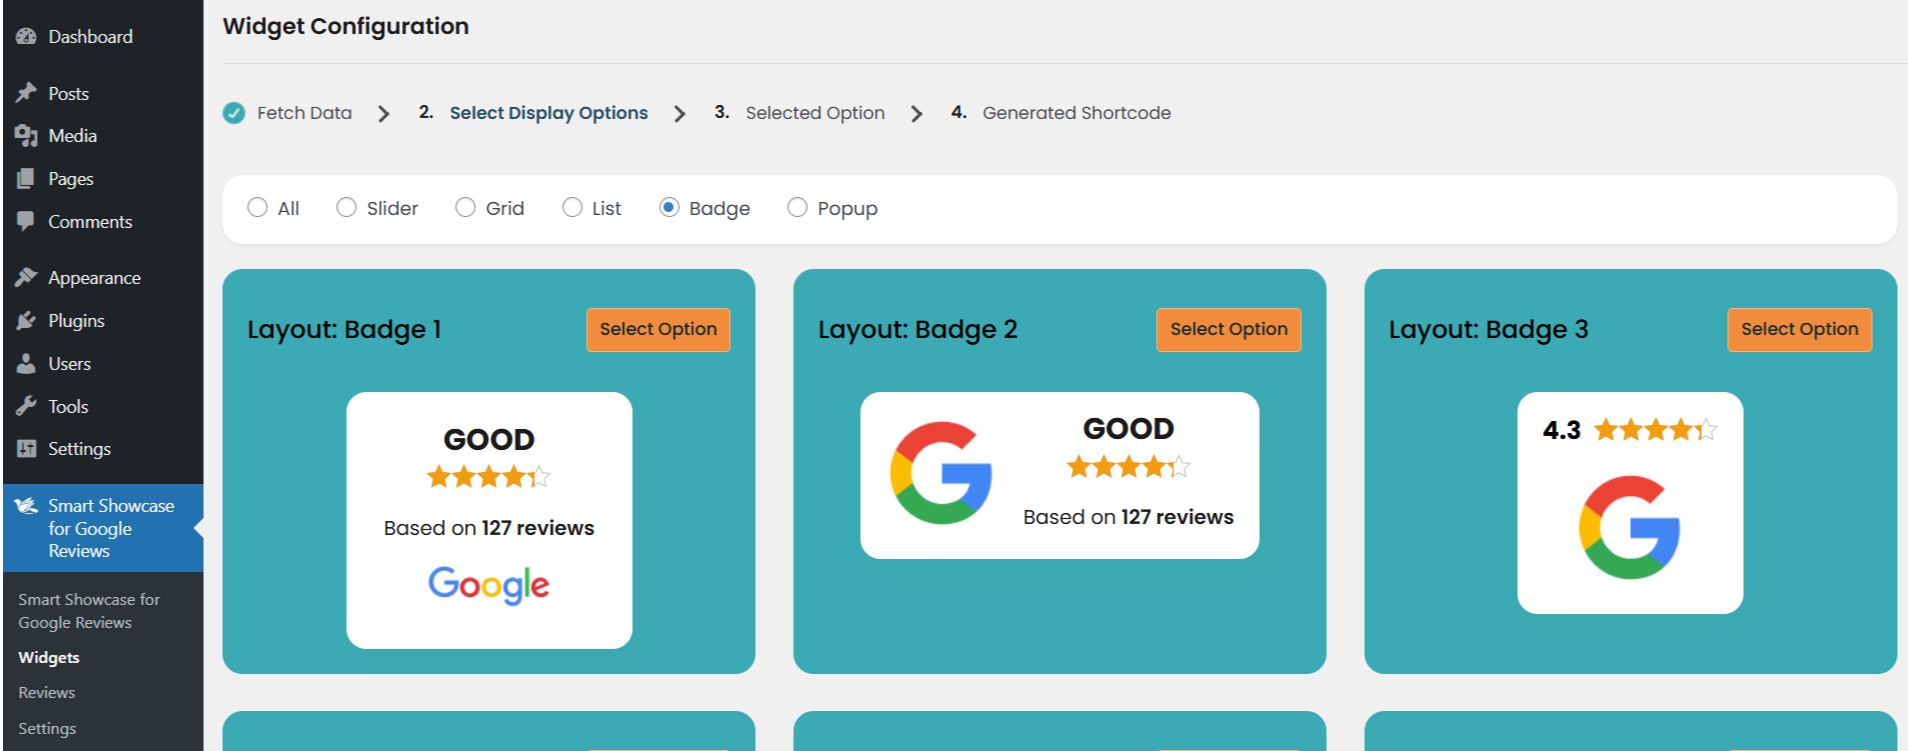 Widget Configuration
Dashboard
Posts
Media
Pages
Comments
Appearance
Plugins
Users
Tools
Settings
Smart Showcase
for Google
Reviews
Smart Showcase for
Google Reviews
Widgets
Reviews
Settings
Fetch Data 2. Select Display Options 3. Selected Option 4. Generated Shortcode
All Slider Grid List Badge Popup
Layout: Badge 1 Select Option
GOOD
Based on 127 reviews
Google
Layout: Badge 2 Select Option
G
GOOD
Based on 127 reviews
Layout: Badge 3 Select Option
4.3
G